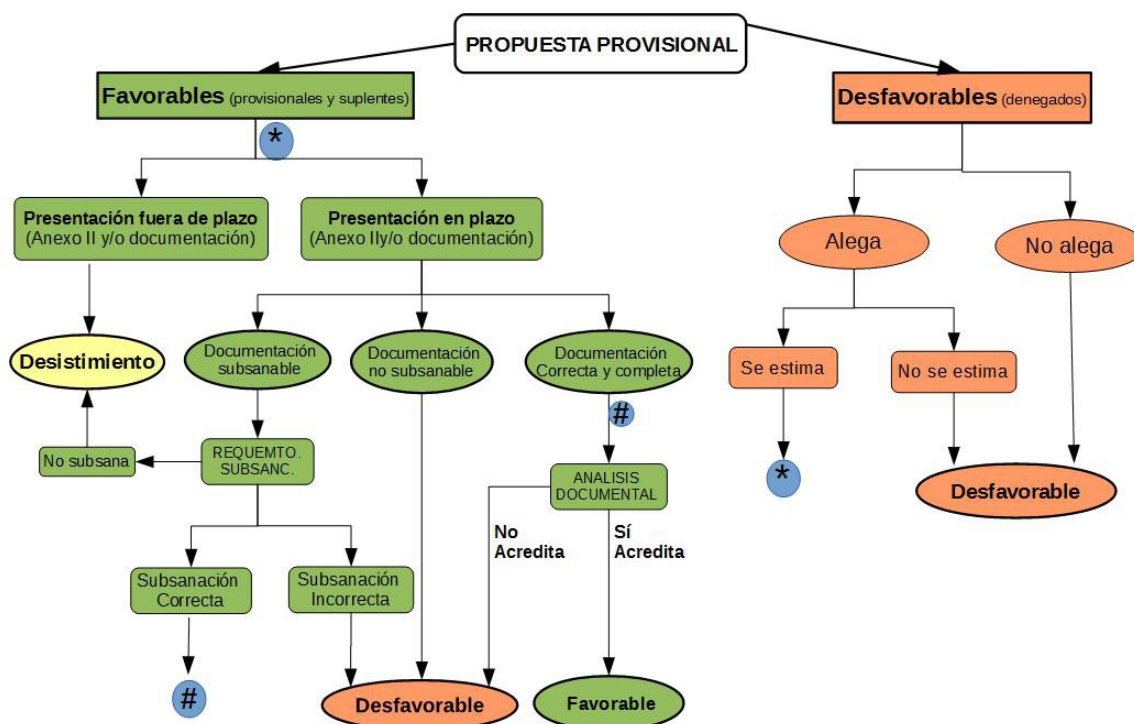 PROPUESTA PROVISIONAL
Favorables (provisionales y suplentes)
Desfavorables (denegados)
*
Presentación fuera de plazo
(Anexo II y/o documentación)
Presentación en plazo
(Anexo IIy/o documentación)
Alega
No alega
Desistimiento
Documentación
subsanable
Documentación
no subsanable
Documentación
Correcta y completa
Se estima
No se estima
#
No subsana
REQUEMTO.
SUBSANC.
ANALISIS
DOCUMENTAL
*
Desfavorable
No
Acredita
Sí
Acredita
Subsanación
Correcta
Subsanación
Incorrecta
#
Desfavorable
Favorable